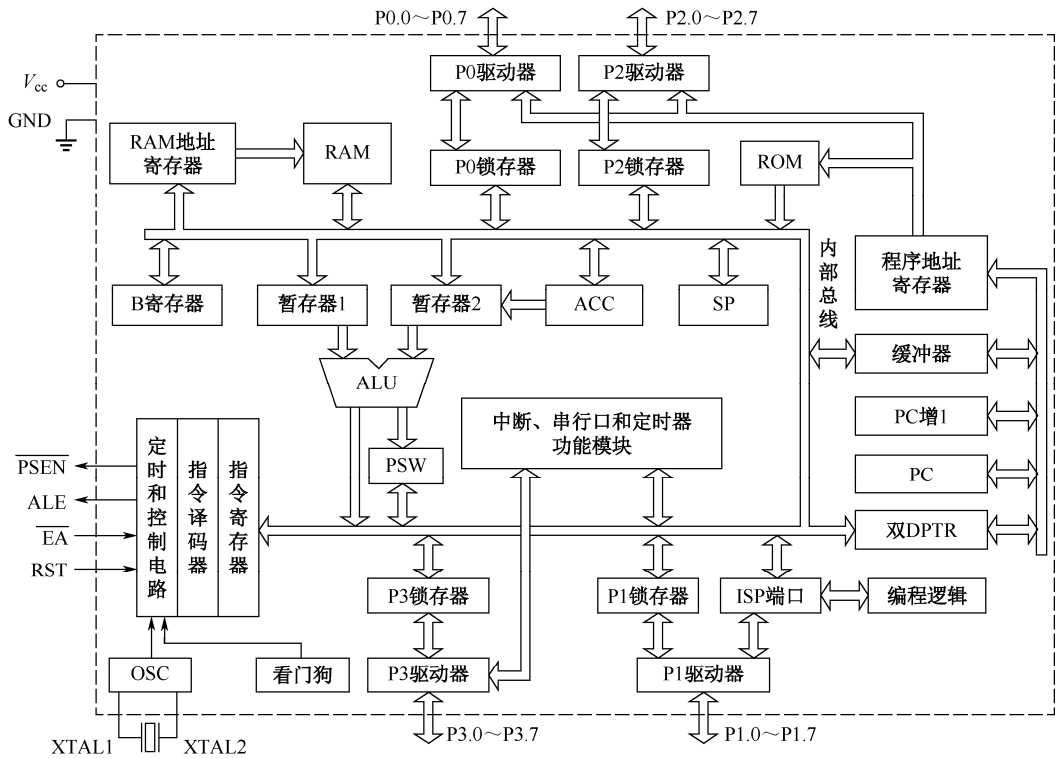 P0.0～P0.7
P2.0～P2.7
Vcc
GND
P0驱动器
P2驱动器
RAM地址
寄存器
RAM
P0锁存器
P2锁存器
ROM
内部总线
程序地址
寄存器
B寄存器
暂存器1
暂存器2
ACC
SP
缓冲器
ALU
PC增1
中断、串行口和定时器
功能模块
PSW
PC
双DPTR
PSEN
ALE
EA
RST
定时和控制电路
指令译码器
指令寄存器
P3锁存器
P1锁存器
ISP端口
编程逻辑
OSC
看门狗
P3驱动器
P1驱动器
XTAL1
XTAL2
P3.0～P3.7
P1.0～P1.7